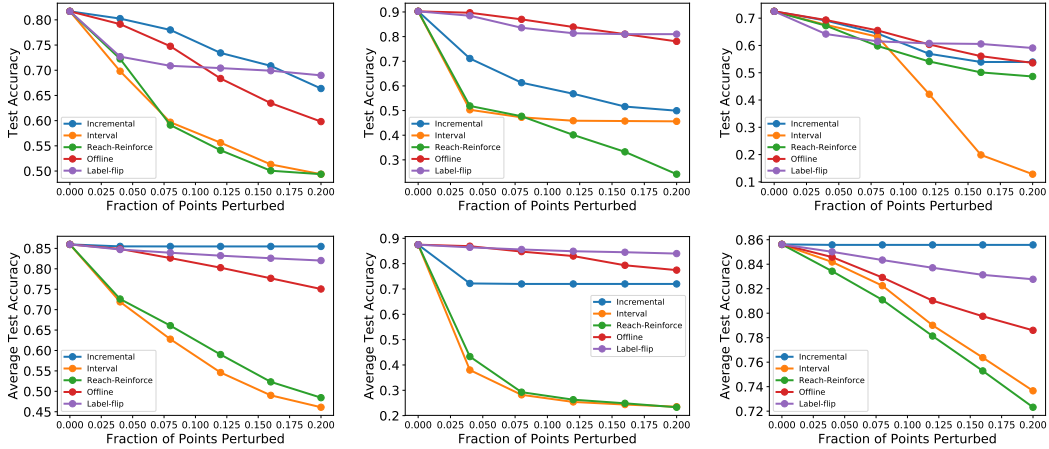 0.80
0.75
0.70
0.65
0.60
0.55
0.50
Test Accuracy
Incremental
Interval
Reach-Reinforce
Offline
Label-flip
0.000 0.025 0.050 0.075 0.100 0.125 0.150 0.175 0.200
Fraction of Points Perturbed
0.9
0.8
0.7
0.6
0.5
0.4
0.3
Test Accuracy
Incremental
Interval
Reach-Reinforce
Offline
Label-flip
0.000 0.025 0.050 0.075 0.100 0.125 0.150 0.175 0.200
Fraction of Points Perturbed
0.7
0.6
0.5
0.4
0.3
0.2
0.1
Test Accuracy
Incremental
Interval
Reach-Reinforce
Offline
Label-flip
0.000 0.025 0.050 0.075 0.100 0.125 0.150 0.175 0.200
Fraction of Points Perturbed
0.85
0.80
0.75
0.70
0.65
0.60
0.55
0.50
0.45
Average Test Accuracy
Incremental
Interval
Reach-Reinforce
Offline
Label-flip
0.000 0.025 0.050 0.075 0.100 0.125 0.150 0.175 0.200
Fraction of Points Perturbed
0.9
0.8
0.7
0.6
0.5
0.4
0.3
0.2
Average Test Accuracy
Incremental
Interval
Reach-Reinforce
Offline
Label-flip
0.000 0.025 0.050 0.075 0.100 0.125 0.150 0.175 0.200
Fraction of Points Perturbed
0.86
0.84
0.82
0.80
0.78
0.76
0.74
0.72
Average Test Accuracy
Incremental
Interval
Reach-Reinforce
Offline
Label-flip
0.000 0.025 0.050 0.075 0.100 0.125 0.150 0.175 0.200
Fraction of Points Perturbed